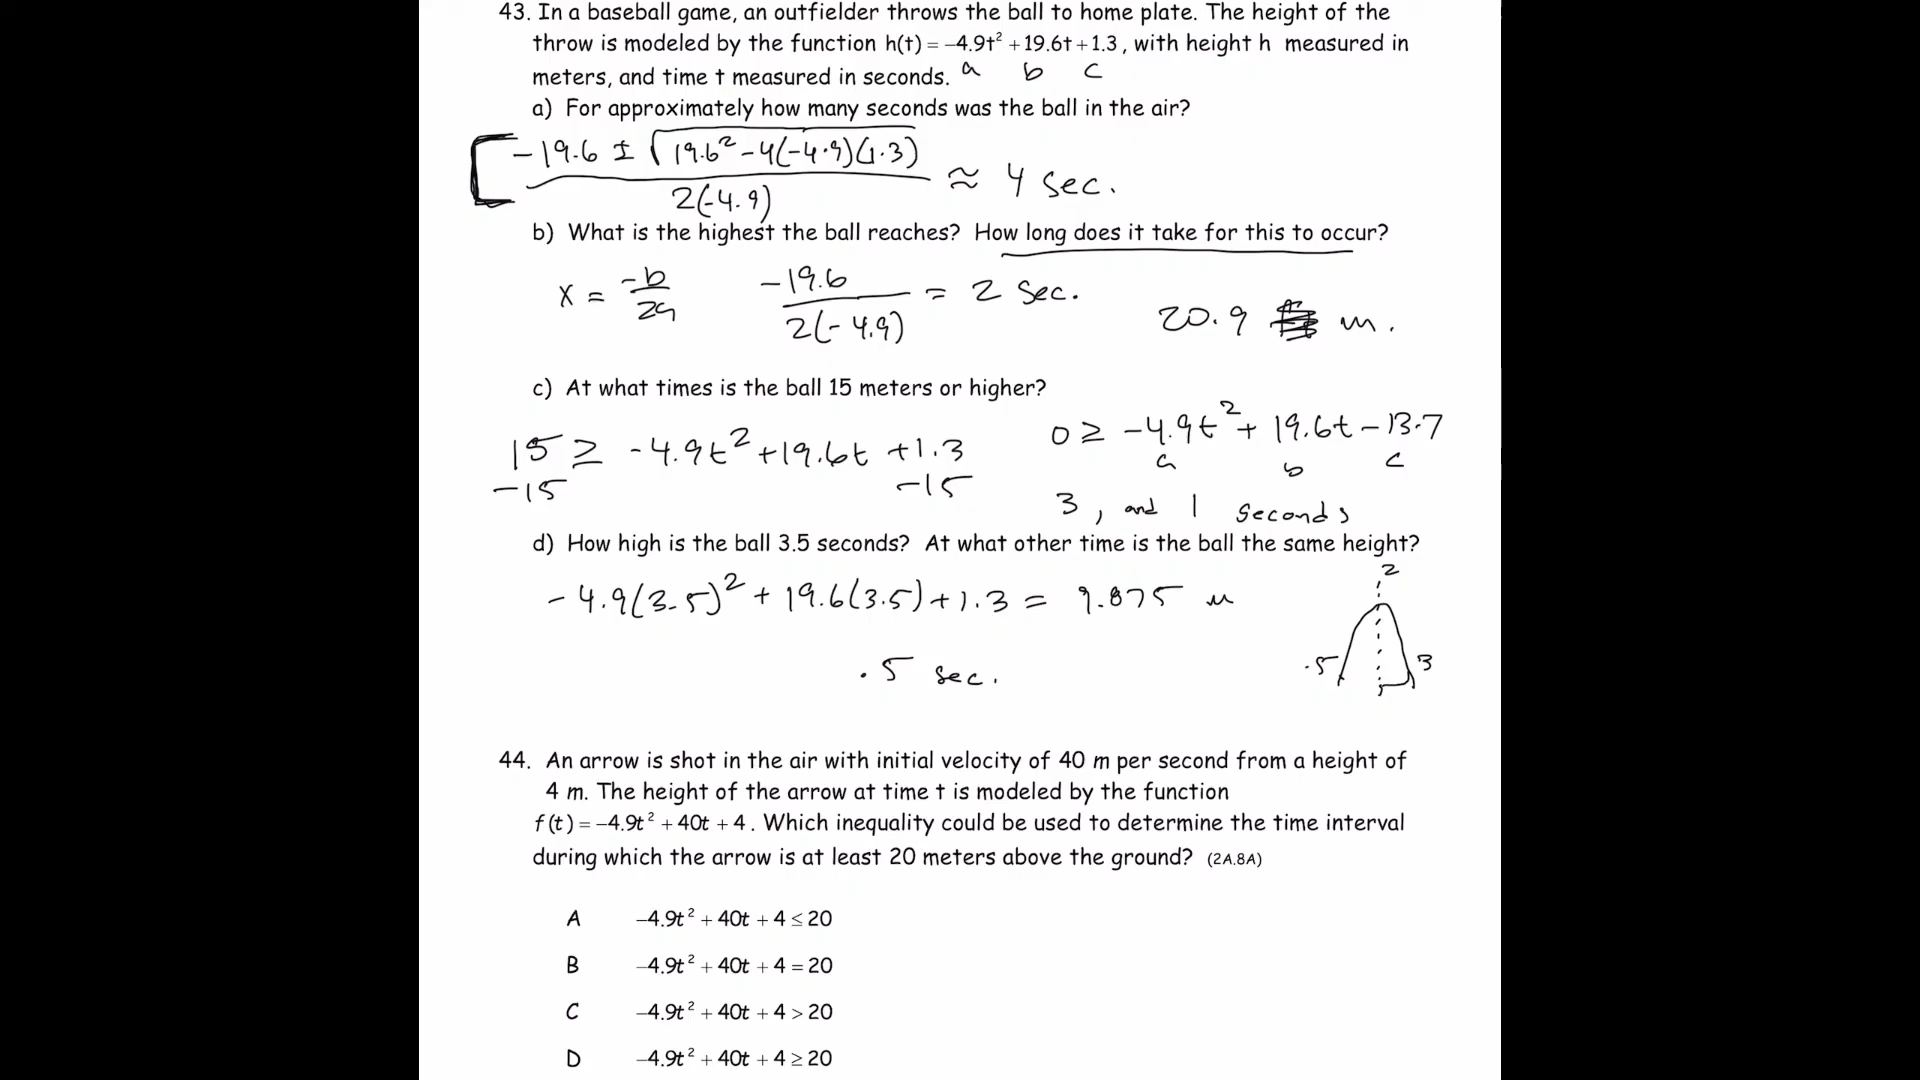 43. In a baseball game, an outfielder throws the ball to home plate. The height of the
throw is modeled by the function h(t) = −4.9t² + 19.6t + 1.3, with height h measured in
meters, and time t measured in seconds.
a b c
a) For approximately how many seconds was the ball in the air?
−19.6 ± √19.6² − 4(−4.9)(1.3)
≈ 4 sec.
2(−4.9)
b) What is the highest the ball reaches? How long does it take for this to occur?
x = −b/2a −19.6/2(−4.9) = 2 sec.
20.9 m.
c) At what times is the ball 15 meters or higher?
15 ≥ −4.9t² + 19.6t + 1.3
−15 −15
0 ≥ −4.9t² + 19.6t − 13.7
a b c
3, and 1 seconds
d) How high is the ball 3.5 seconds? At what other time is the ball the same height?
−4.9(3.5)² + 19.6(3.5) + 1.3 = 9.875 m
.5 sec.
2
.5 3
44. An arrow is shot in the air with initial velocity of 40 m per second from a height of
4 m. The height of the arrow at time t is modeled by the function
f(t) = −4.9t² + 40t + 4. Which inequality could be used to determine the time interval
during which the arrow is at least 20 meters above the ground? (2A.8A)
A −4.9t² + 40t + 4 ≤ 20
B −4.9t² + 40t + 4 = 20
C −4.9t² + 40t + 4 > 20
D −4.9t² + 40t + 4 ≥ 20